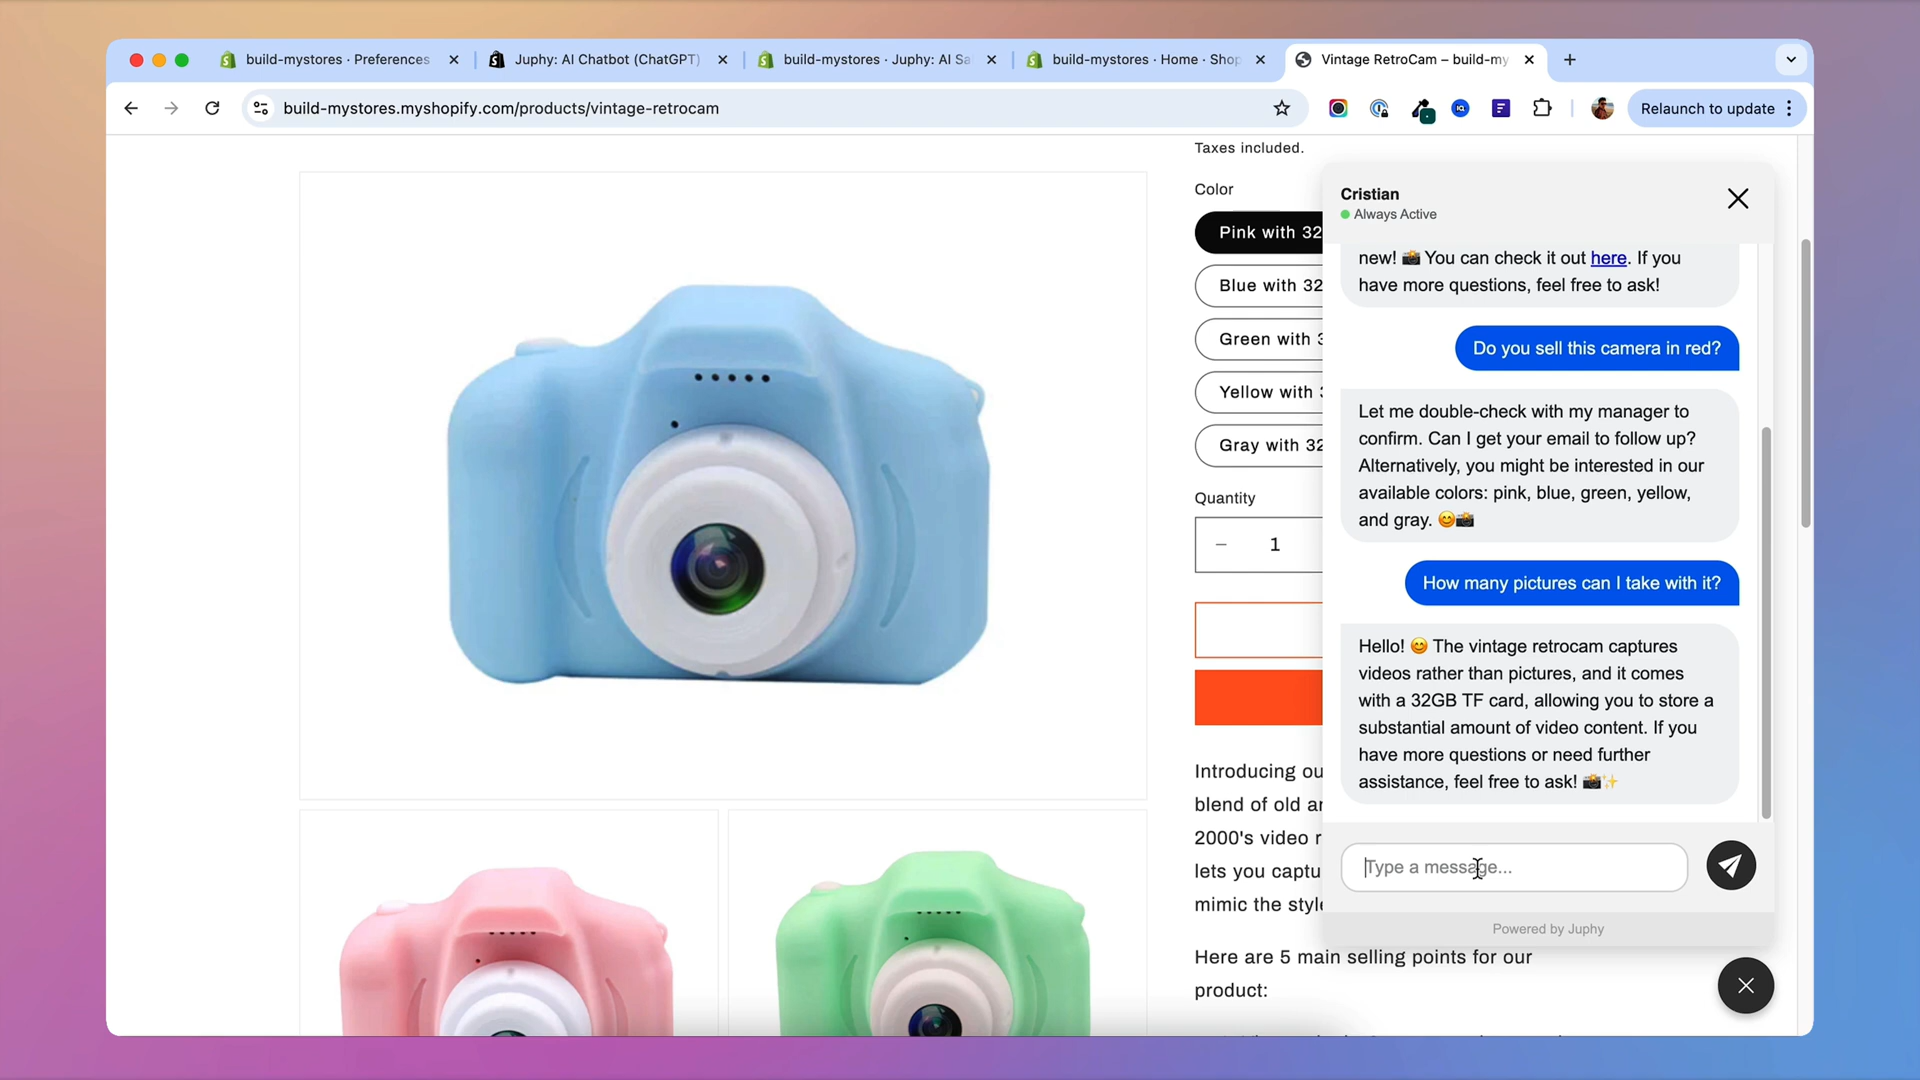 build-mystores · Preferences
Juphy: AI Chatbot (ChatGPT)
build-mystores · Juphy: AI Sa
build-mystores · Home · Shop
Vintage RetroCam – build-my
build-mystores.myshopify.com/products/vintage-retrocam
Relaunch to update
Taxes included.
Color
Pink with 32
Blue with 32
Green with 3
Yellow with 3
Gray with 32
Quantity
1
Introducing ou
blend of old an
2000's video r
lets you captu
mimic the style
Here are 5 main selling points for our
product:
Cristian
Always Active
new! 📸 You can check it out here. If you
have more questions, feel free to ask!
Do you sell this camera in red?
Let me double-check with my manager to
confirm. Can I get your email to follow up?
Alternatively, you might be interested in our
available colors: pink, blue, green, yellow,
and gray. 😊📸
How many pictures can I take with it?
Hello! 😊 The vintage retrocam captures
videos rather than pictures, and it comes
with a 32GB TF card, allowing you to store a
substantial amount of video content. If you
have more questions or need further
assistance, feel free to ask! 📸✨
Type a message...
Powered by Juphy